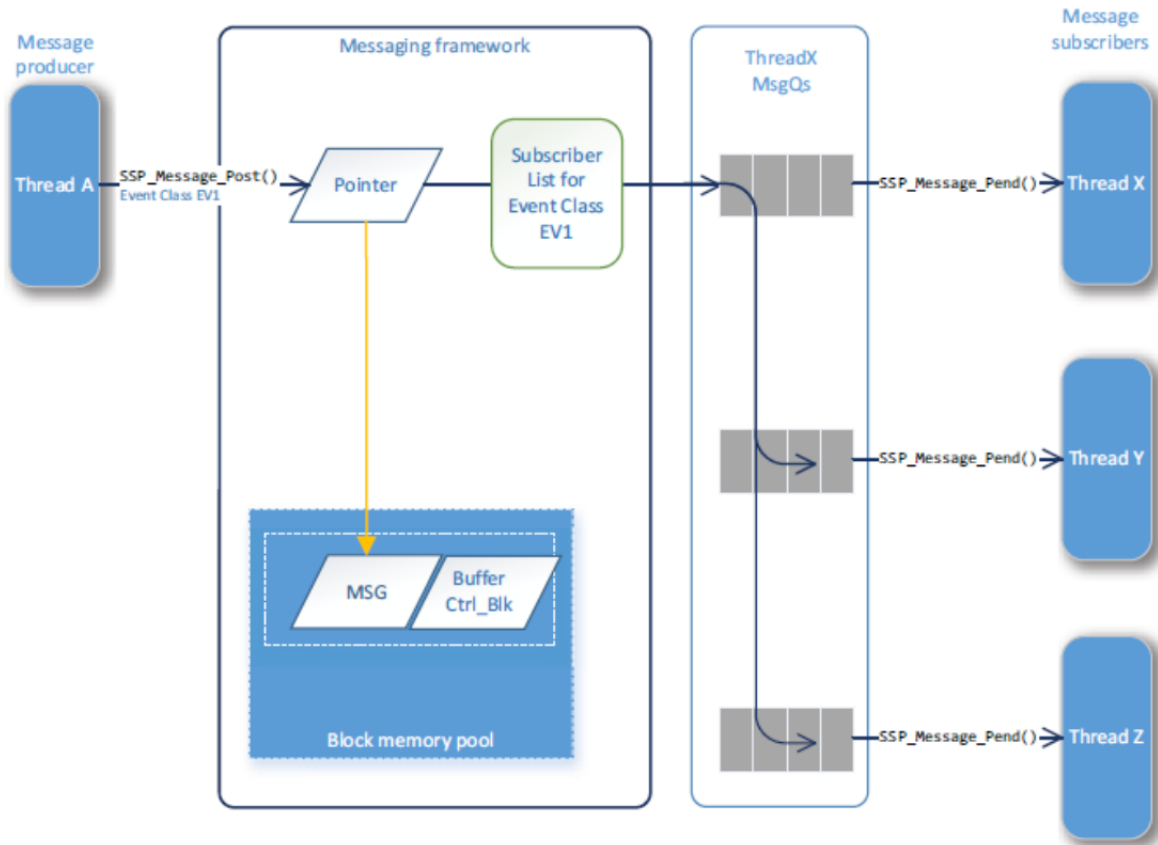 Message
producer
Messaging framework
ThreadX
MsgQs
Message
subscribers
Thread A
SSP_Message_Post()
Event Class EV1
Pointer
Subscriber
List for
Event Class
EV1
SSP_Message_Pend()
Thread X
SSP_Message_Pend()
Thread Y
MSG
Buffer
Ctrl_Blk
Block memory pool
SSP_Message_Pend()
Thread Z